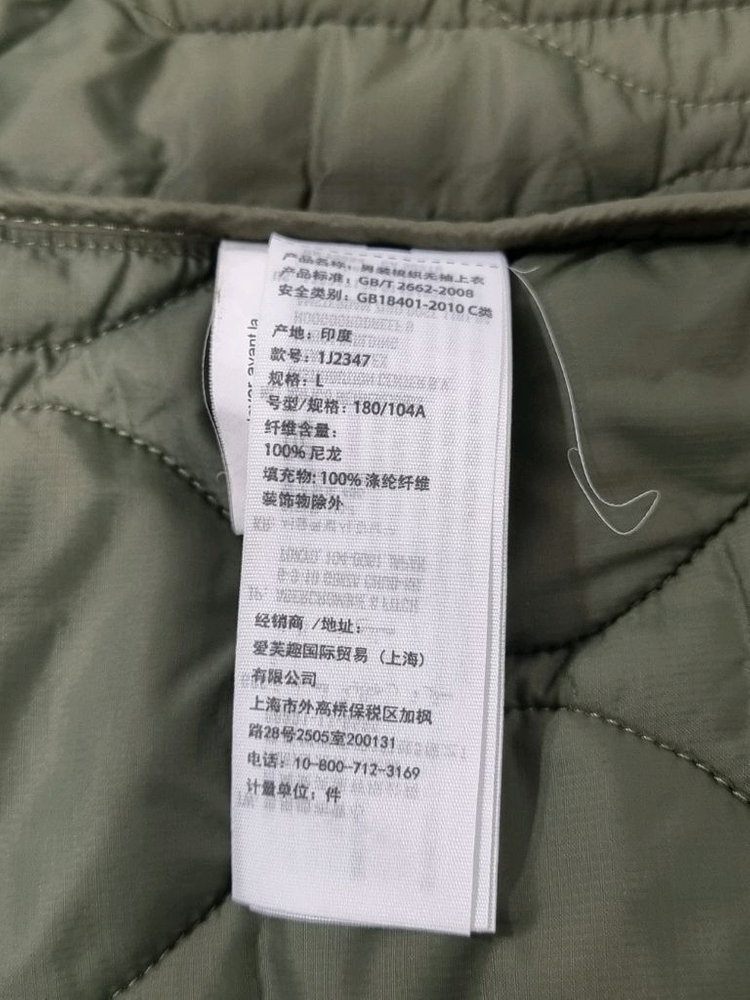 产品名称：男装梭织无袖上衣
产品标准：GB/T 2662-2008
安全类别：GB18401-2010 C类
产地：印度
款号：1J2347
规格：L
号型/规格：180/104A
纤维含量：
100% 尼龙
填充物：100% 涤纶纤维
装饰物除外
经销商 /地址：
爱芙趣国际贸易（上海）
有限公司
上海市外高桥保税区加枫
路28号2505室200131
电话：10-800-712-3169
计量单位：件